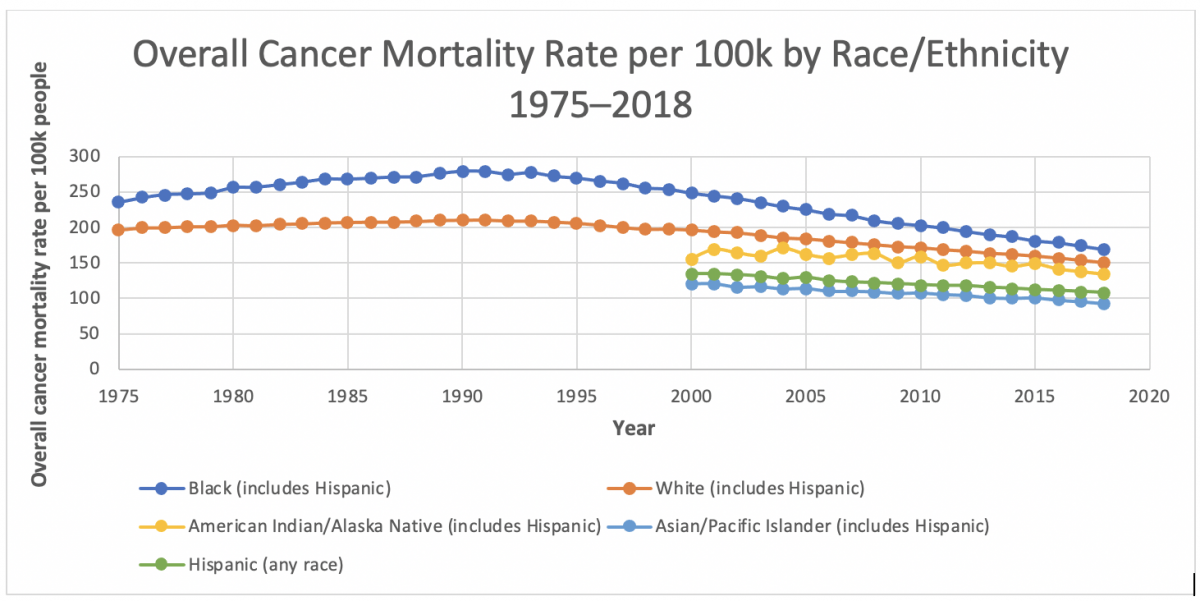 Overall Cancer Mortality Rate per 100k by Race/Ethnicity
1975–2018
Overall cancer mortality rate per 100k people
300
250
200
150
100
50
0
1975 1980 1985 1990 1995 2000 2005 2010 2015 2020
Year
Black (includes Hispanic) White (includes Hispanic)
American Indian/Alaska Native (includes Hispanic) Asian/Pacific Islander (includes Hispanic)
Hispanic (any race)